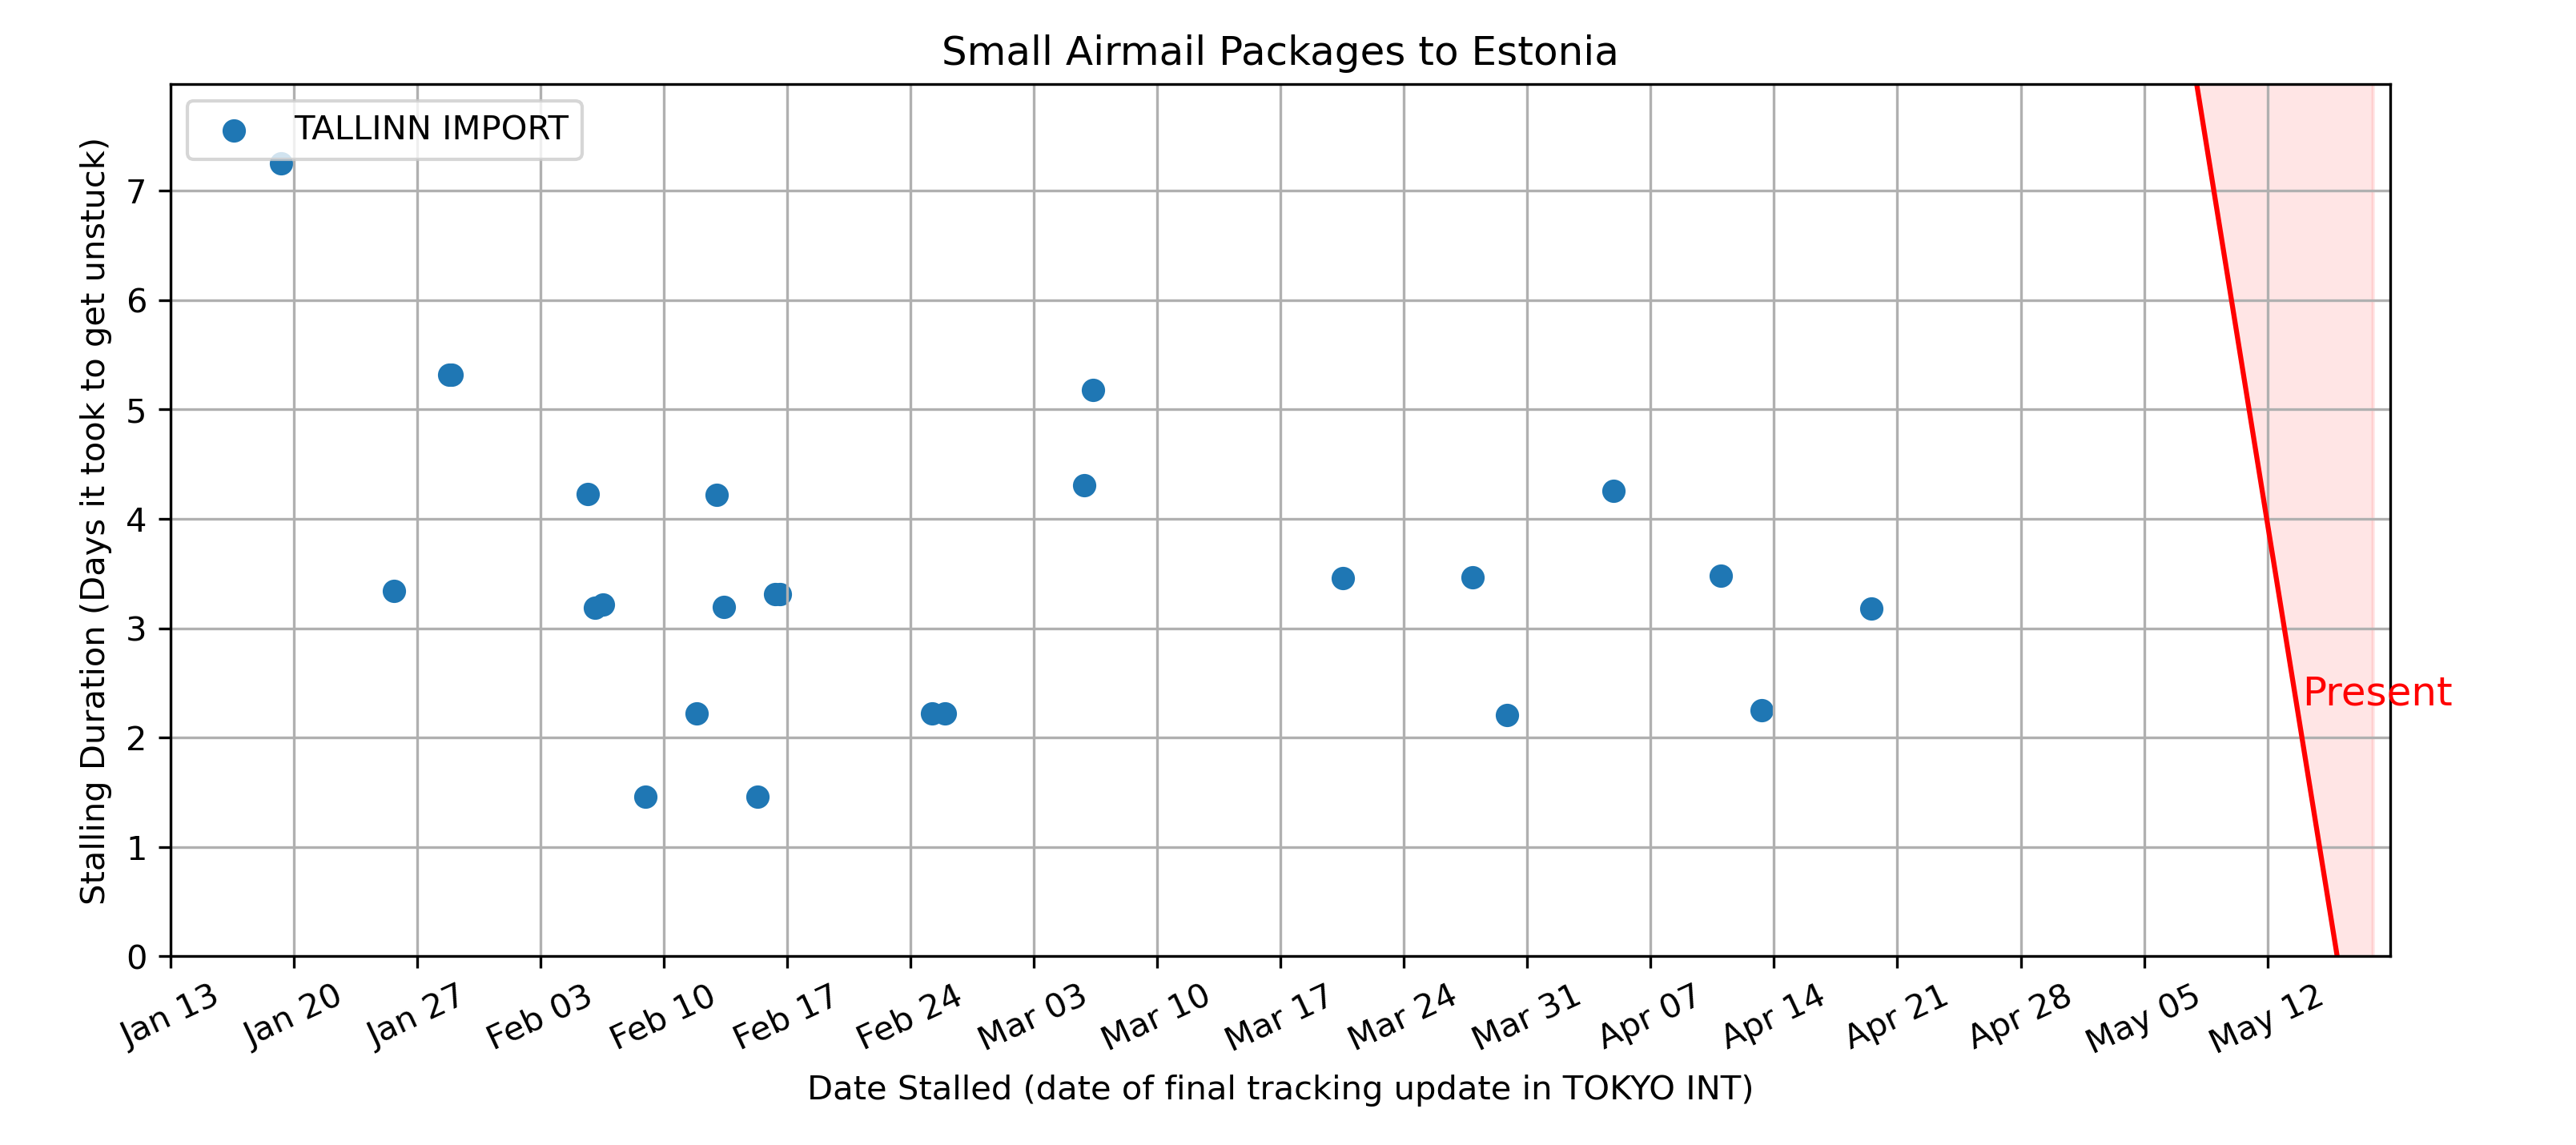 Small Airmail Packages to Estonia
TALLINN IMPORT
Stalling Duration (Days it took to get unstuck)
7
6
5
4
3
2
1
0
Present
Jan 13
Jan 20
Jan 27
Feb 03
Feb 10
Feb 17
Feb 24
Mar 03
Mar 10
Mar 17
Mar 24
Mar 31
Apr 07
Apr 14
Apr 21
Apr 28
May 05
May 12
Date Stalled (date of final tracking update in TOKYO INT)